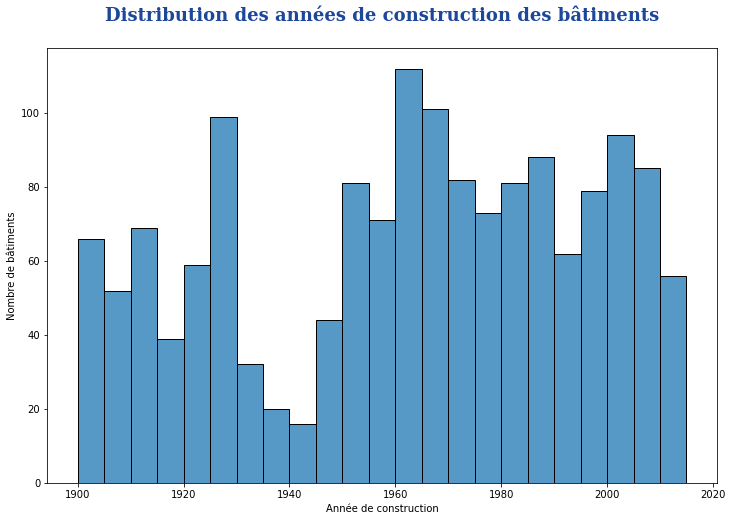 Distribution des années de construction des bâtiments
100
80
60
40
20
0
Nombre de bâtiments
1900 1920 1940 1960 1980 2000 2020
Année de construction